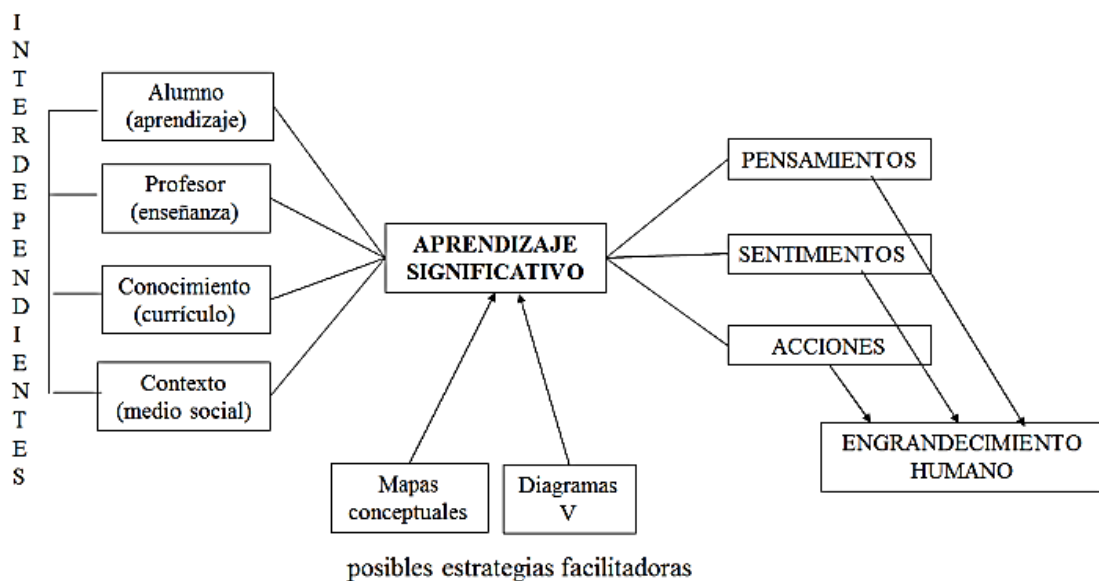 INTERDEPENDIENTES
Alumno
(aprendizaje)
Profesor
(enseñanza)
Conocimiento
(currículo)
Contexto
(medio social)
APRENDIZAJE
SIGNIFICATIVO
PENSAMIENTOS
SENTIMIENTOS
ACCIONES
ENGRANDECIMIENTO
HUMANO
Mapas
conceptuales
Diagramas
V
posibles estrategias facilitadoras